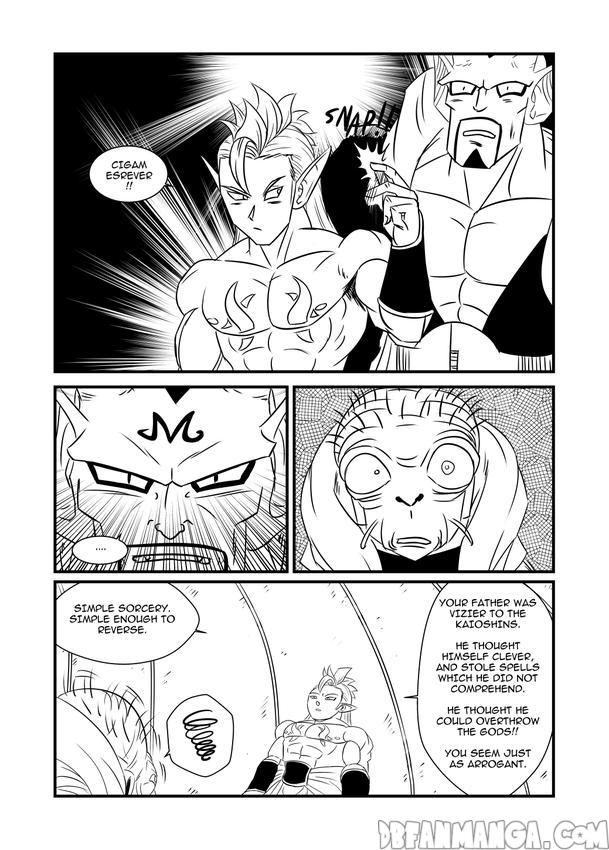 CIGAM
ESREVER
!!
SNAP!!
M
....
SIMPLE SORCERY.
SIMPLE ENOUGH TO
REVERSE.
YOUR FATHER WAS
VIZIER TO THE
KAIOSHINS.
HE THOUGHT
HIMSELF CLEVER,
AND STOLE SPELLS
WHICH HE DID NOT
COMPREHEND.
HE THOUGHT HE
COULD OVERTHROW
THE GODS!!
YOU SEEM JUST
AS ARROGANT.
DBFANMANGA.COM